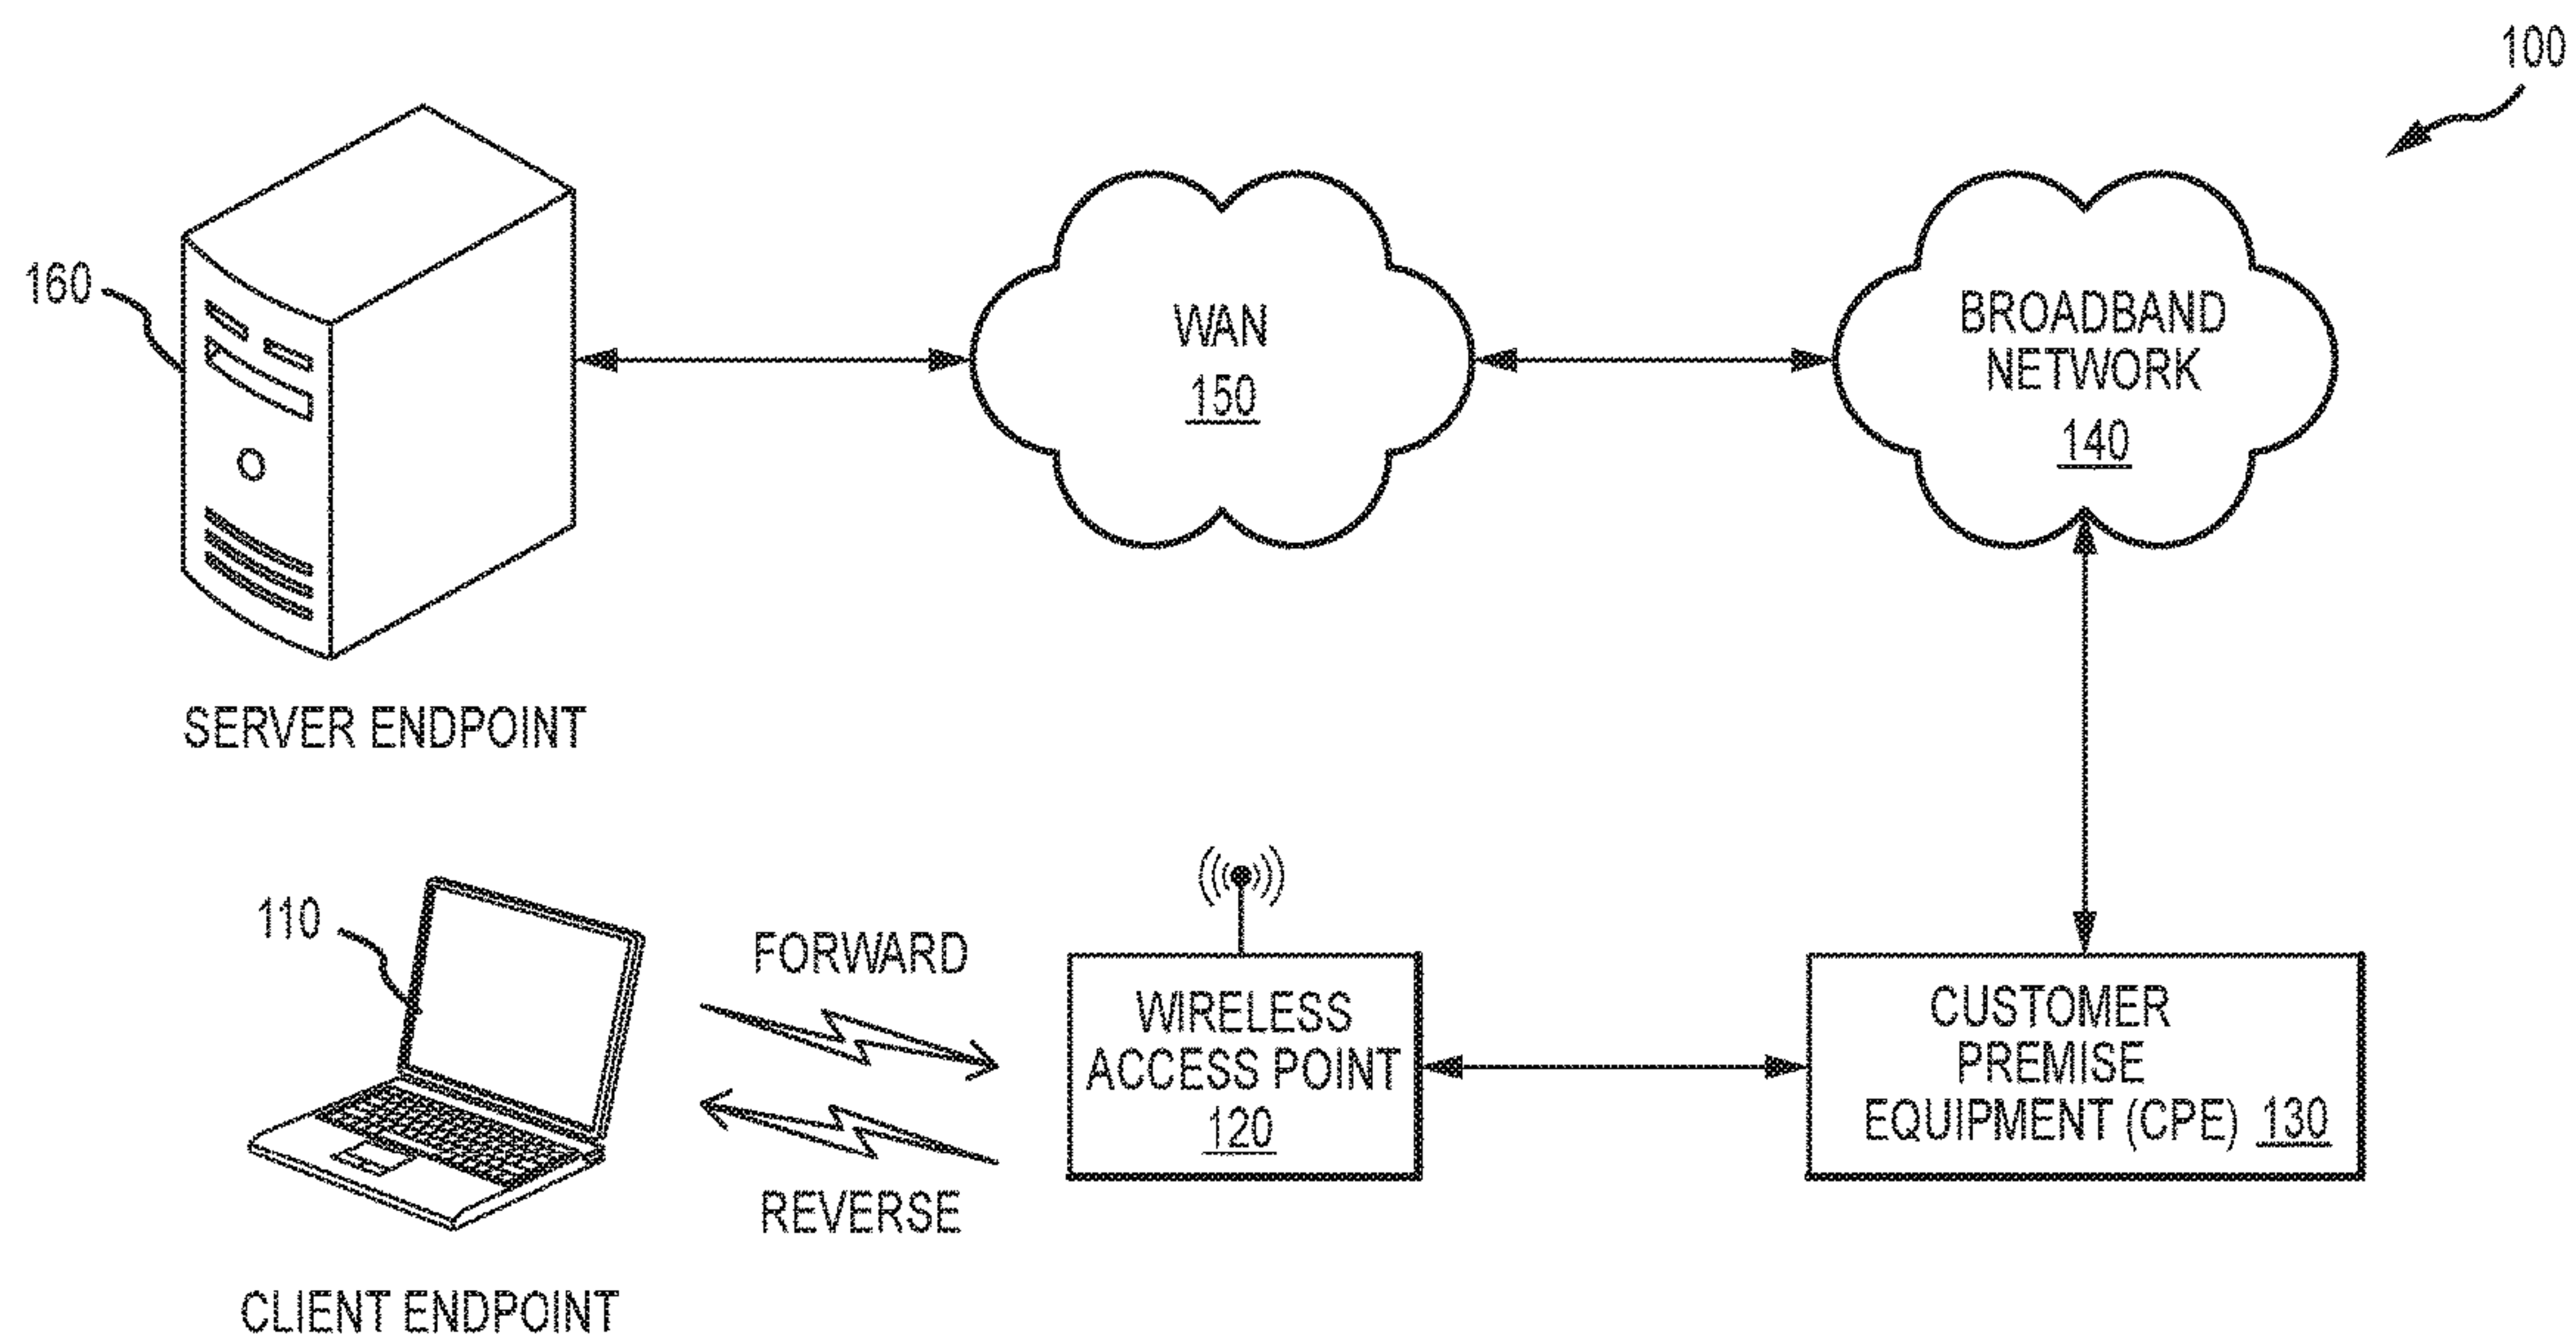 100
160
WAN
150
BROADBAND
NETWORK
140
SERVER ENDPOINT
110
FORWARD
REVERSE
WIRELESS
ACCESS POINT
120
CUSTOMER
PREMISE
EQUIPMENT (CPE) 130
CLIENT ENDPOINT